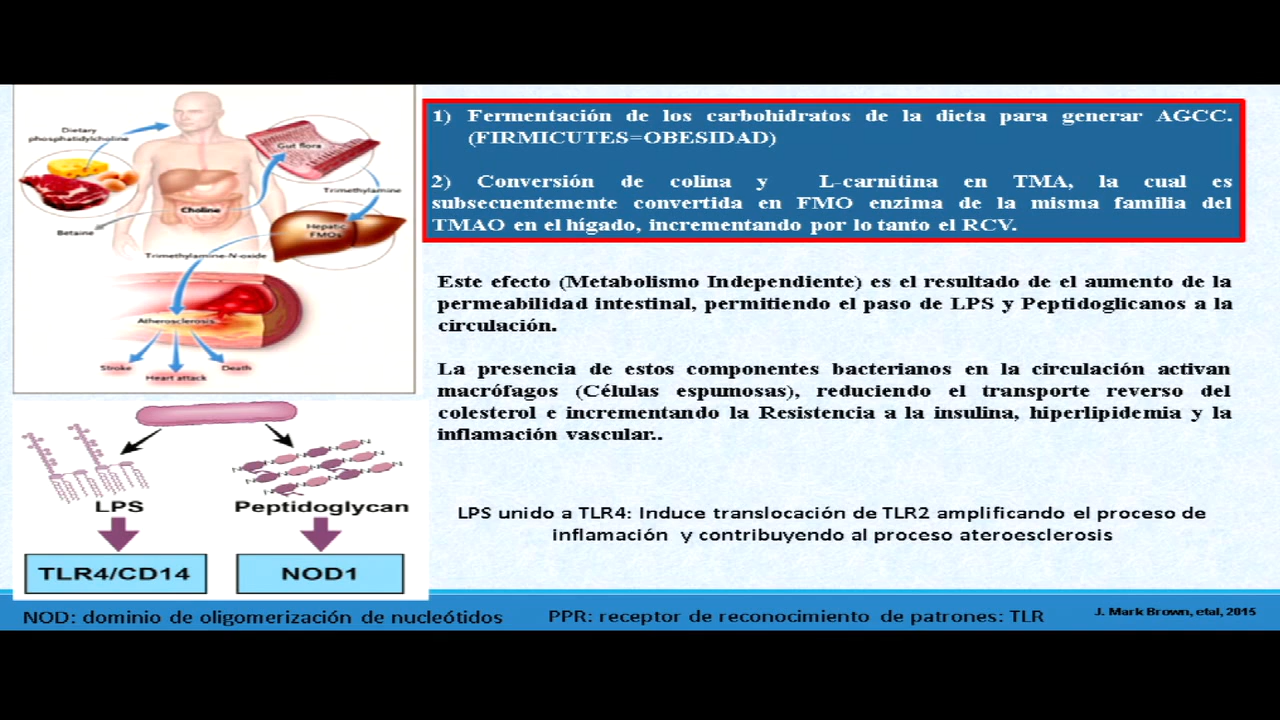 Dietary
phosphatidylcholine
Gut flora
Trimethylamine
Choline
Betaine
Hepatic
FMOs
Trimethylamine-N-oxide
Atherosclerosis
Stroke
Heart attack
Death
LPS
Peptidoglycan
TLR4/CD14
NOD1
1) Fermentación de los carbohidratos de la dieta para generar AGCC.
(FIRMICUTES=OBESIDAD)
2) Conversión de colina y L-carnitina en TMA, la cual es
subsecuentemente convertida en FMO enzima de la misma familia del
TMAO en el hígado, incrementando por lo tanto el RCV.
Este efecto (Metabolismo Independiente) es el resultado de el aumento de la
permeabilidad intestinal, permitiendo el paso de LPS y Peptidoglicanos a la
circulación.
La presencia de estos componentes bacterianos en la circulación activan
macrófagos (Células espumosas), reduciendo el transporte reverso del
colesterol e incrementando la Resistencia a la insulina, hiperlipidemia y la
inflamación vascular..
LPS unido a TLR4: Induce translocación de TLR2 amplificando el proceso de
inflamación y contribuyendo al proceso ateroesclerosis
NOD: dominio de oligomerización de nucleótidos
PPR: receptor de reconocimiento de patrones: TLR
J. Mark Brown, etal, 2015